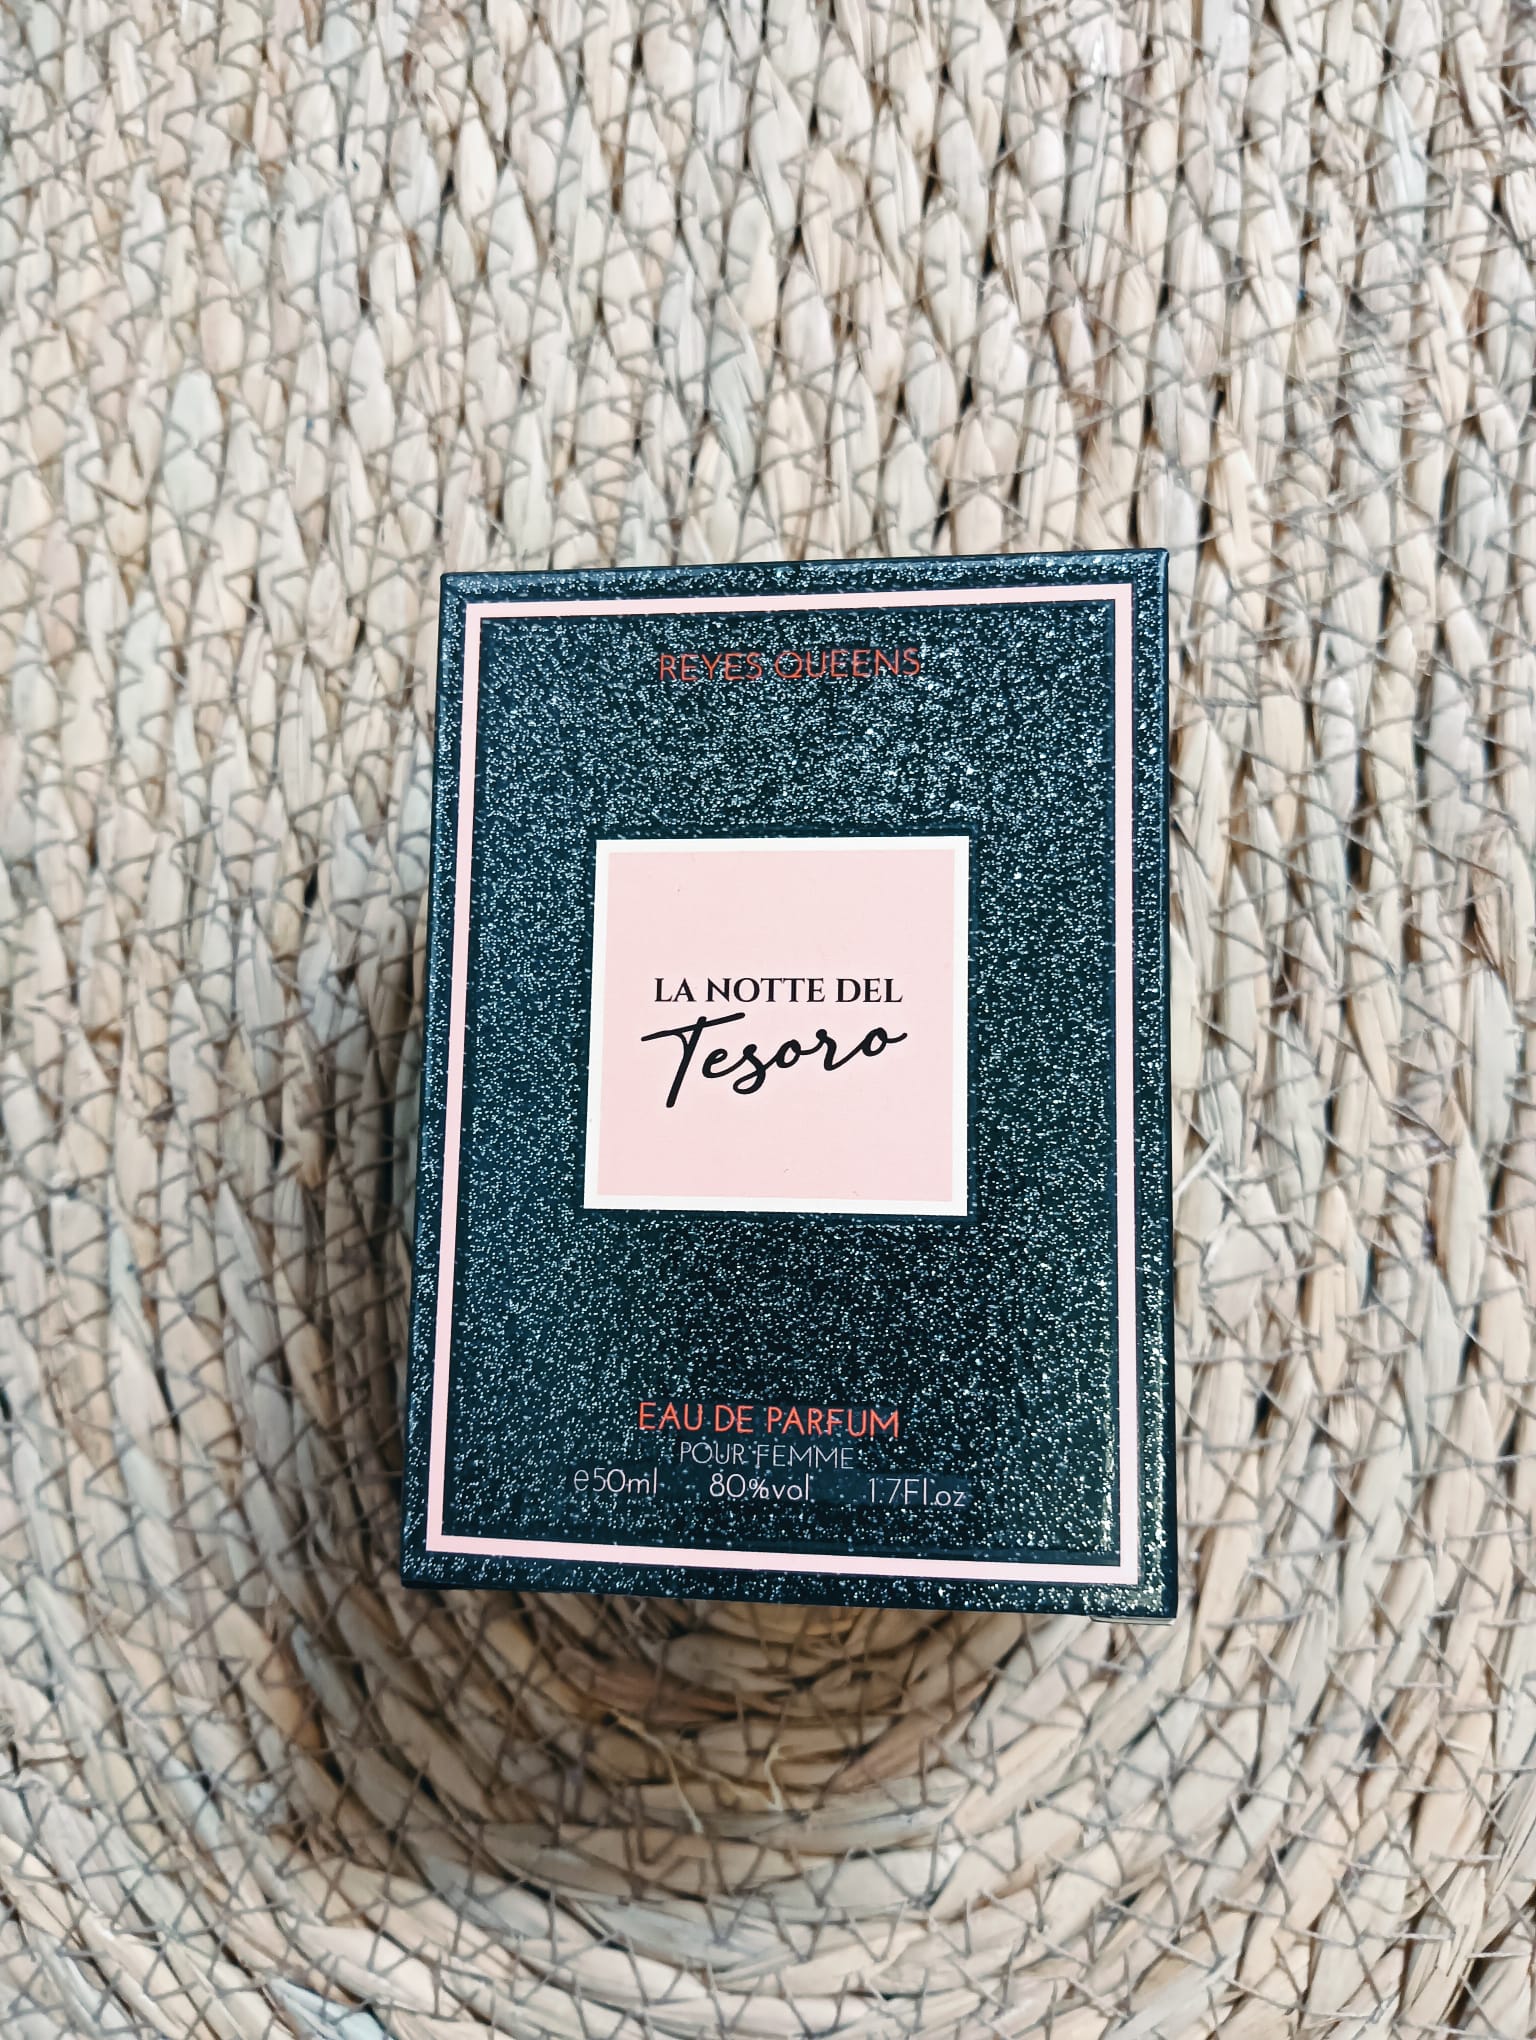 REYES QUEENS
LA NOTTE DEL
Tesoro
EAU DE PARFUM
POUR FEMME
e50ml 80%vol 1.7Fl.oz